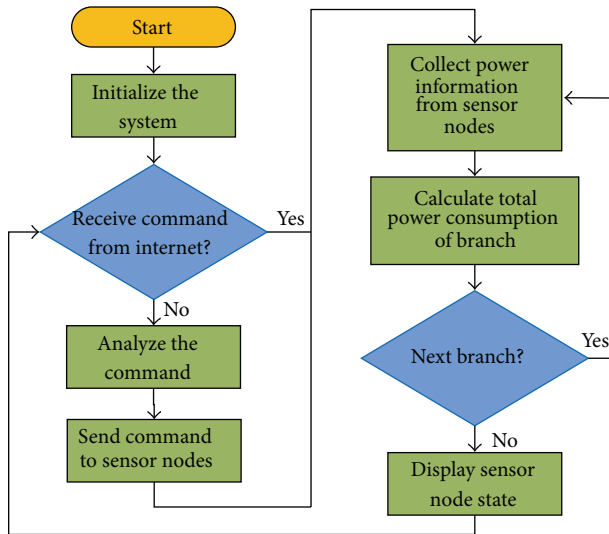 Start
Initialize the
system
Receive command
from internet?
Yes
No
Analyze the
command
Send command
to sensor nodes
Collect power
information
from sensor
nodes
Calculate total
power consumption
of branch
Next branch?
Yes
No
Display sensor
node state